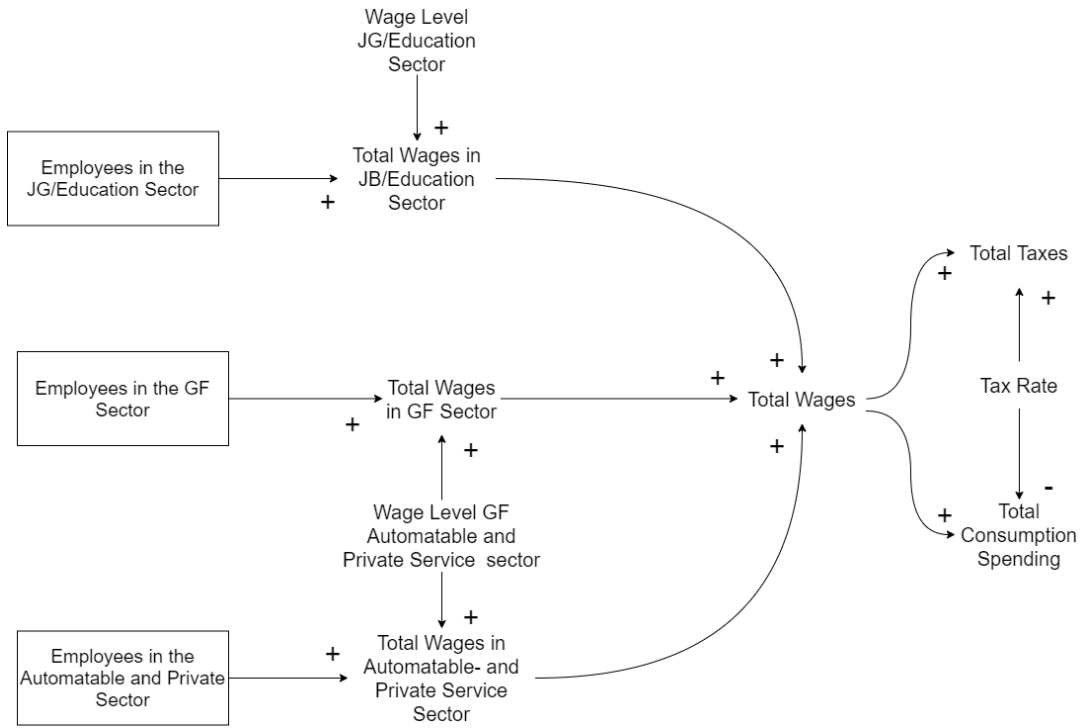 Wage Level
JG/Education
Sector
+
Employees in the
JG/Education Sector
+
Total Wages in
JB/Education
Sector
Total Taxes
+
+
Employees in the GF
Sector
+
Total Wages
in GF Sector
+
+
+
Total Wages
+
Tax Rate
Wage Level GF
Automatable and
Private Service sector
+
-
Total
Consumption
Spending
+
Employees in the
Automatable and Private
Sector
+
Total Wages in
Automatable- and
Private Service
Sector